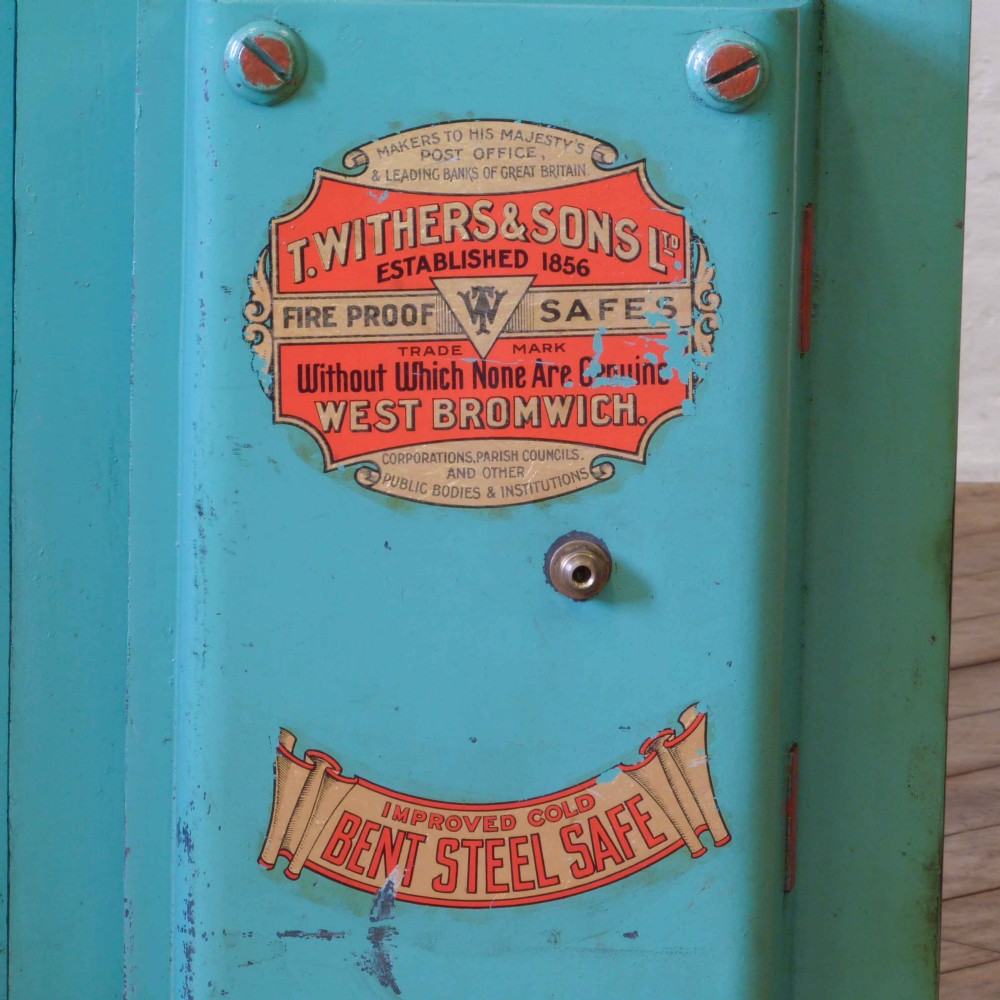 MAKERS TO HIS MAJESTY'S
POST OFFICE,
& LEADING BANKS OF GREAT BRITAIN
T. WITHERS & SONS LTD
ESTABLISHED 1856
FIRE PROOF TW SAFES
TRADE MARK
Without Which None Are Genuine
WEST BROMWICH.
CORPORATIONS, PARISH COUNCILS.
AND OTHER
PUBLIC BODIES & INSTITUTIONS
IMPROVED COLD
BENT STEEL SAFE